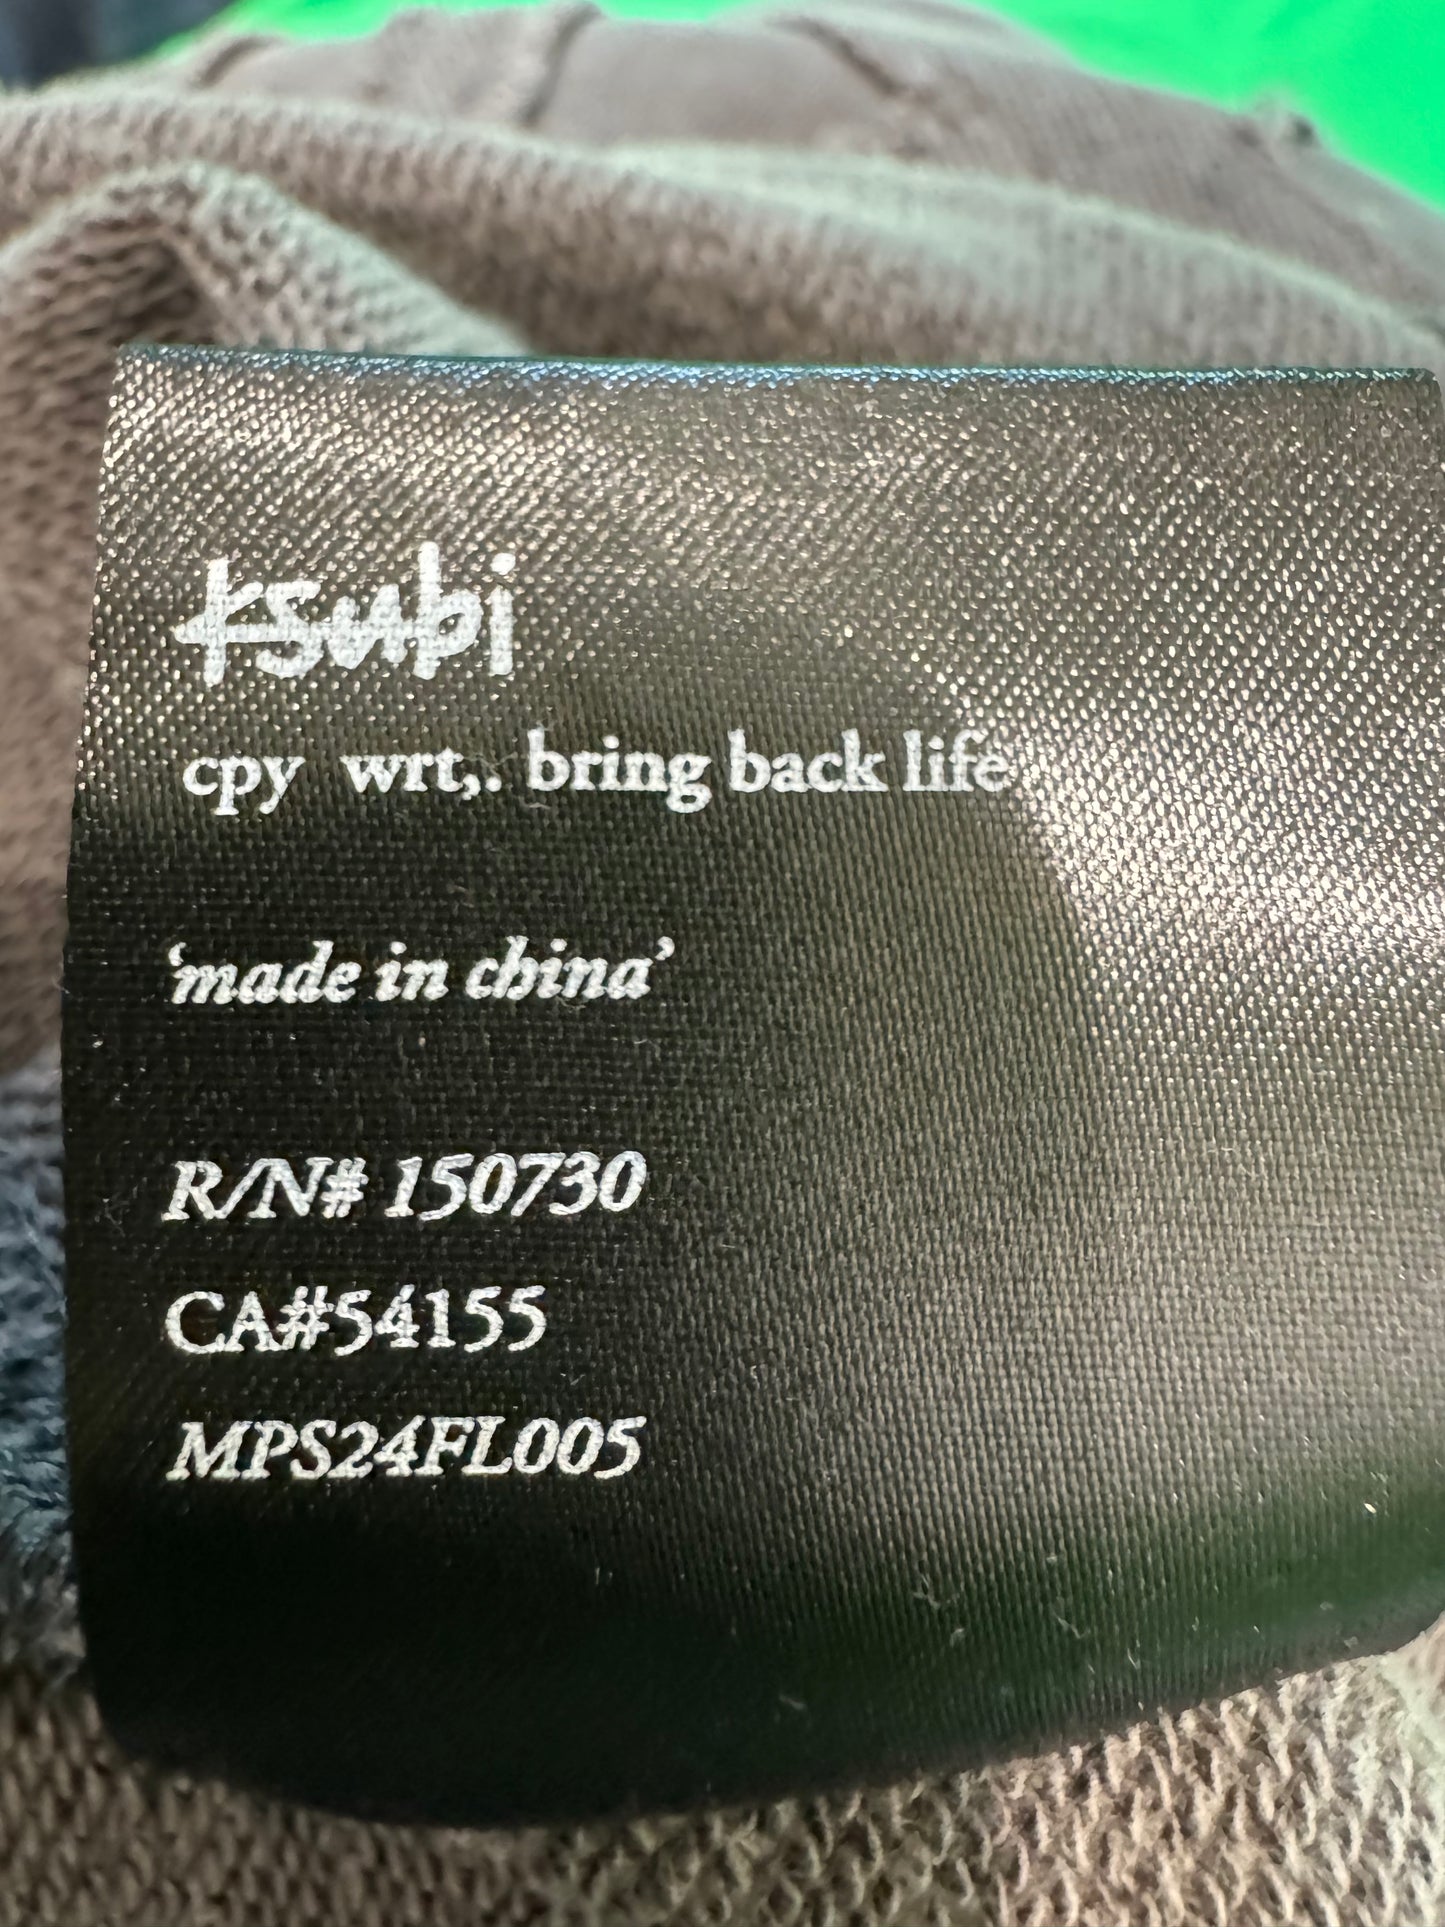 ksubi
cpy wrt,. bring back life
‘made in china’
R/N# 150730
CA#54155
MPS24FL005